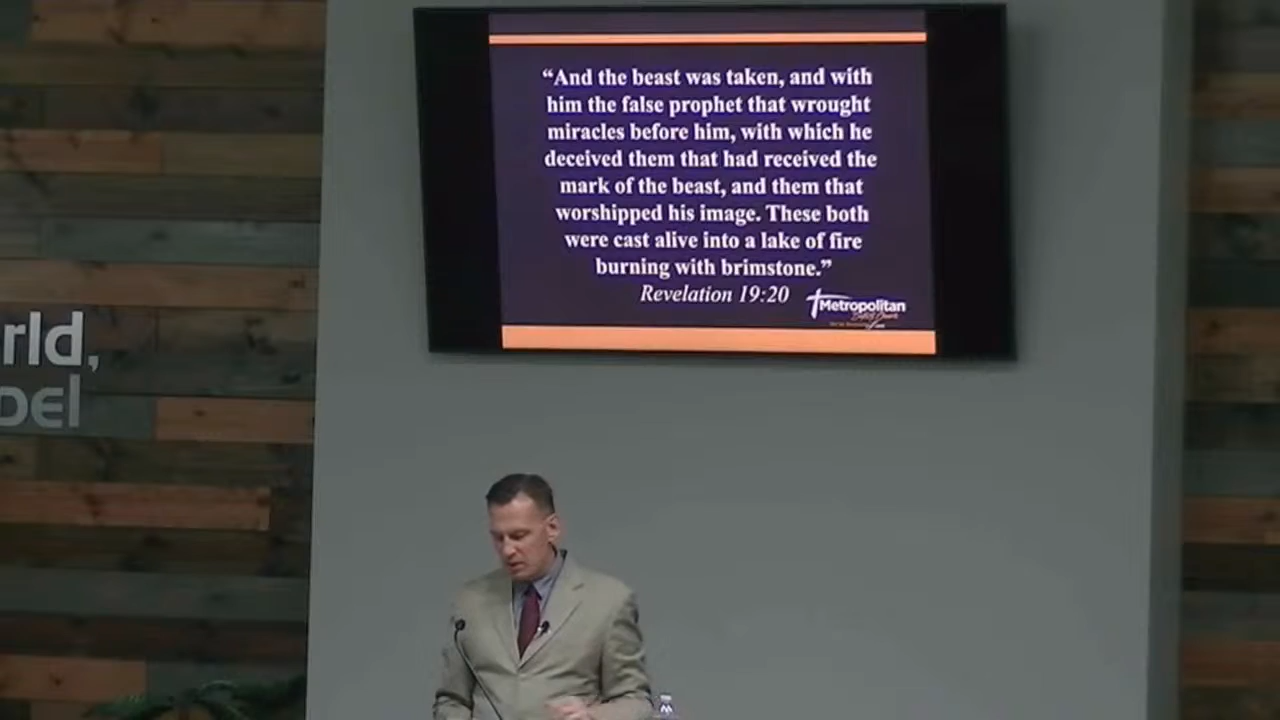 “And the beast was taken, and with
him the false prophet that wrought
miracles before him, with which he
deceived them that had received the
mark of the beast, and them that
worshipped his image. These both
were cast alive into a lake of fire
burning with brimstone.”
Revelation 19:20
Metropolitan
rld,
pel